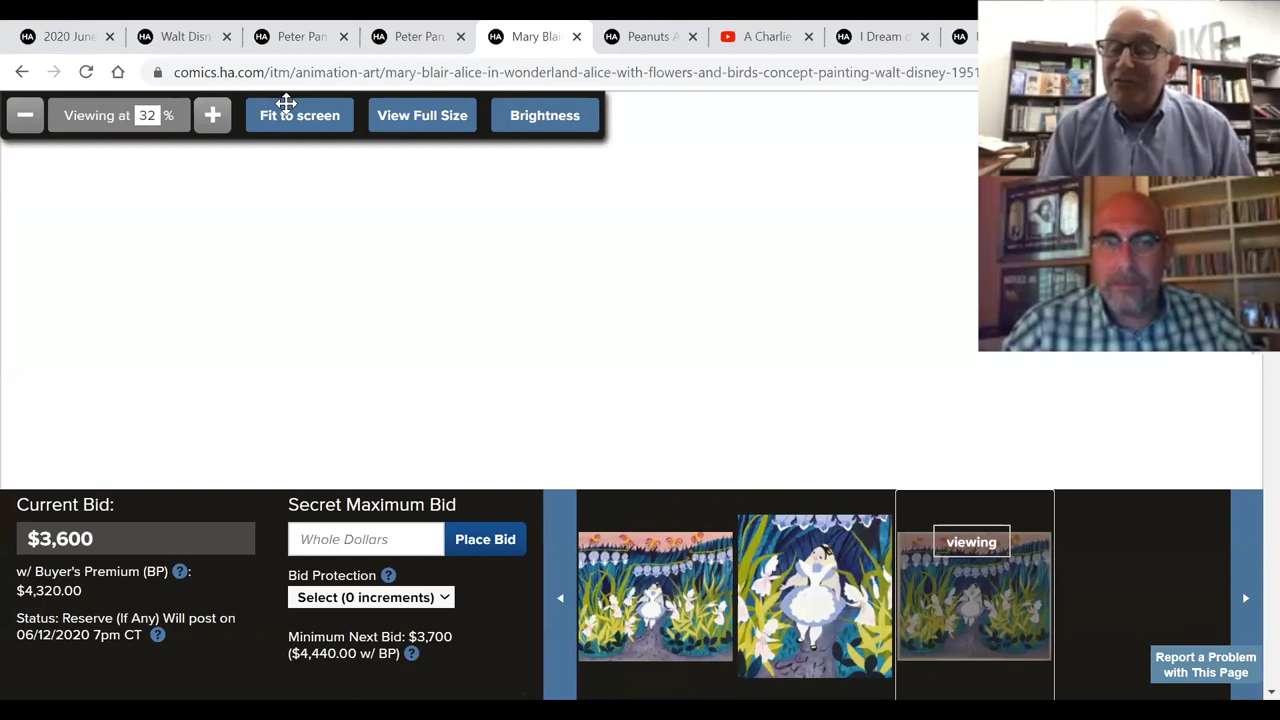 2020 June
Walt Disn
Peter Pan
Peter Pan
Mary Blai
Peanuts A
A Charlie
I Dream o
comics.ha.com/itm/animation-art/mary-blair-alice-in-wonderland-alice-with-flowers-and-birds-concept-painting-walt-disney-1951
Viewing at 32 %
Fit to screen
View Full Size
Brightness
Current Bid:
$3,600
w/ Buyer's Premium (BP) ?:
$4,320.00
Status: Reserve (If Any) Will post on
06/12/2020 7pm CT ?
Secret Maximum Bid
Whole Dollars
Place Bid
Bid Protection ?
Select (0 increments)
Minimum Next Bid: $3,700
($4,440.00 w/ BP) ?
viewing
Report a Problem
with This Page